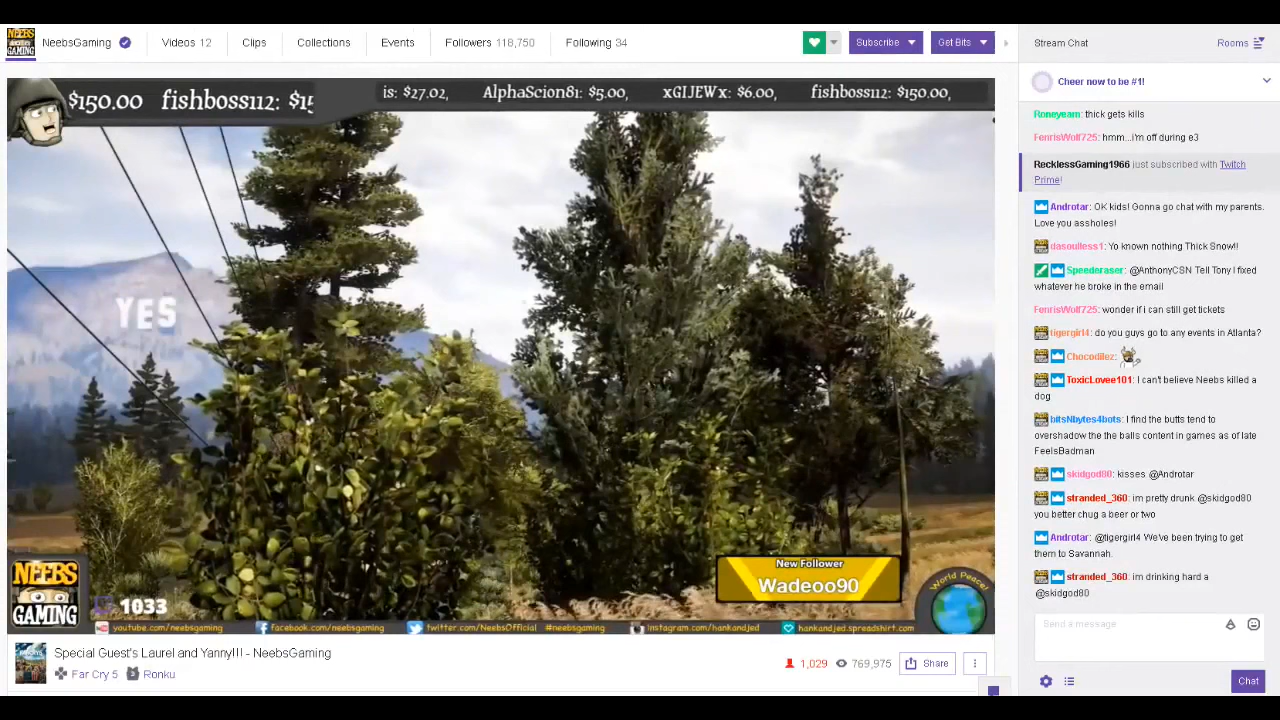 NEEBS
GAMING
NeebsGaming
Videos 12
Clips
Collections
Events
Followers 118,750
Following 34
Subscribe
Get Bits
$150.00 fishboss112: $15
is: $27.02, AlphaScion81: $5.00, xGIJEWx: $6.00, fishboss112: $150.00,
YES
New Follower
Wadeoo90
World Peace!
NEEBS
GAMING
1033
youtube.com/neebsgaming
facebook.com/neebsgaming
twitter.com/NeebsOfficial #neebsgaming
instagram.com/hankandjed
hankandjed.spreadshirt.com
Special Guest's Laurel and Yanny!!! - NeebsGaming
Far Cry 5
Ronku
1,029
769,975
Share
Stream Chat
Rooms
Cheer now to be #1!
Roneyearn: thick gets kills
FenrisWolf725: hmm...i'm off during e3
RecklessGaming1966 just subscribed with Twitch
Prime!
Androtar: OK kids! Gonna go chat with my parents.
Love you assholes!
dasoulless1: Yo known nothing Thick Snow!!
Speederaser: @AnthonyCSN Tell Tony I fixed
whatever he broke in the email
FenrisWolf725: wonder if i can still get tickets
tigergirl4: do you guys go to any events in Atlanta?
Chocodilez:
ToxicLovee101: I can't believe Neebs killed a
dog
bitsNbytes4bots: I find the butts tend to
overshadow the the balls content in games as of late
FeelsBadman
skidgod80: kisses @Androtar
stranded_360: im pretty drunk @skidgod80
you better chug a beer or two
Androtar: @tigergirl4 We've been trying to get
them to Savannah.
stranded_360: im drinking hard a
@skidgod80
Send a message
Chat